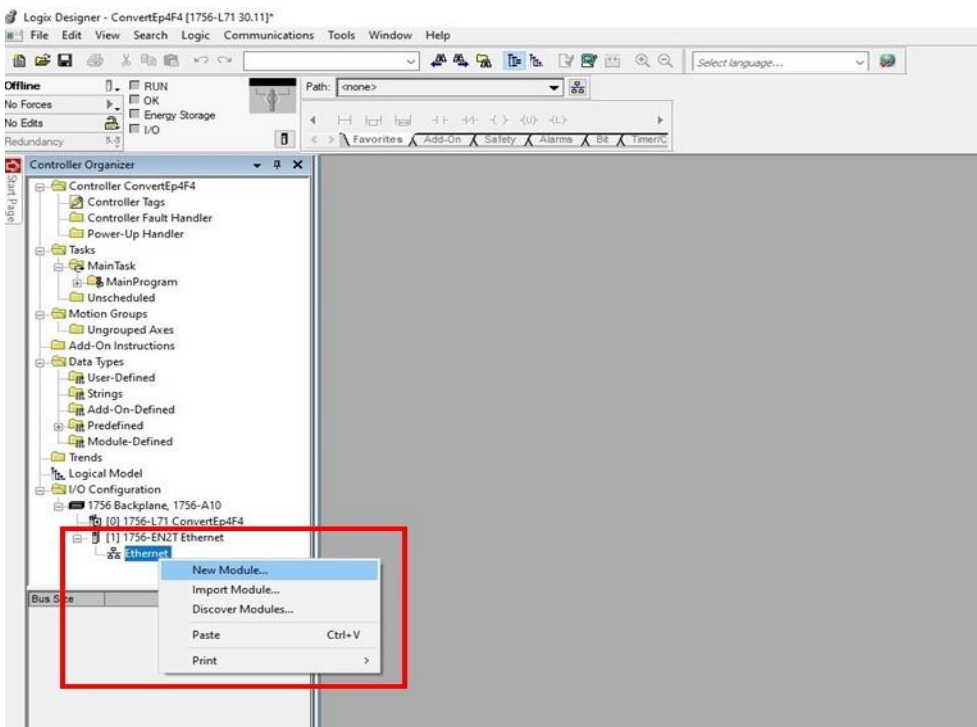 Logix Designer - ConvertEp4F4 [1756-L71 30.11]*
File Edit View Search Logic Communications Tools Window Help
Select language...
Offline
RUN
Path: <none>
No Forces
OK
No Edits
Energy Storage
Redundancy
I/O
Favorites Add-On Safety Alarms Bit Timer/C
Start Page
Controller Organizer
Controller ConvertEp4F4
Controller Tags
Controller Fault Handler
Power-Up Handler
Tasks
MainTask
MainProgram
Unscheduled
Motion Groups
Ungrouped Axes
Add-On Instructions
Data Types
User-Defined
Strings
Add-On-Defined
Predefined
Module-Defined
Trends
Logical Model
I/O Configuration
1756 Backplane, 1756-A10
[0] 1756-L71 ConvertEp4F4
[1] 1756-EN2T Ethernet
Ethernet
New Module...
Import Module...
Discover Modules...
Paste Ctrl+V
Print >
Bus Size